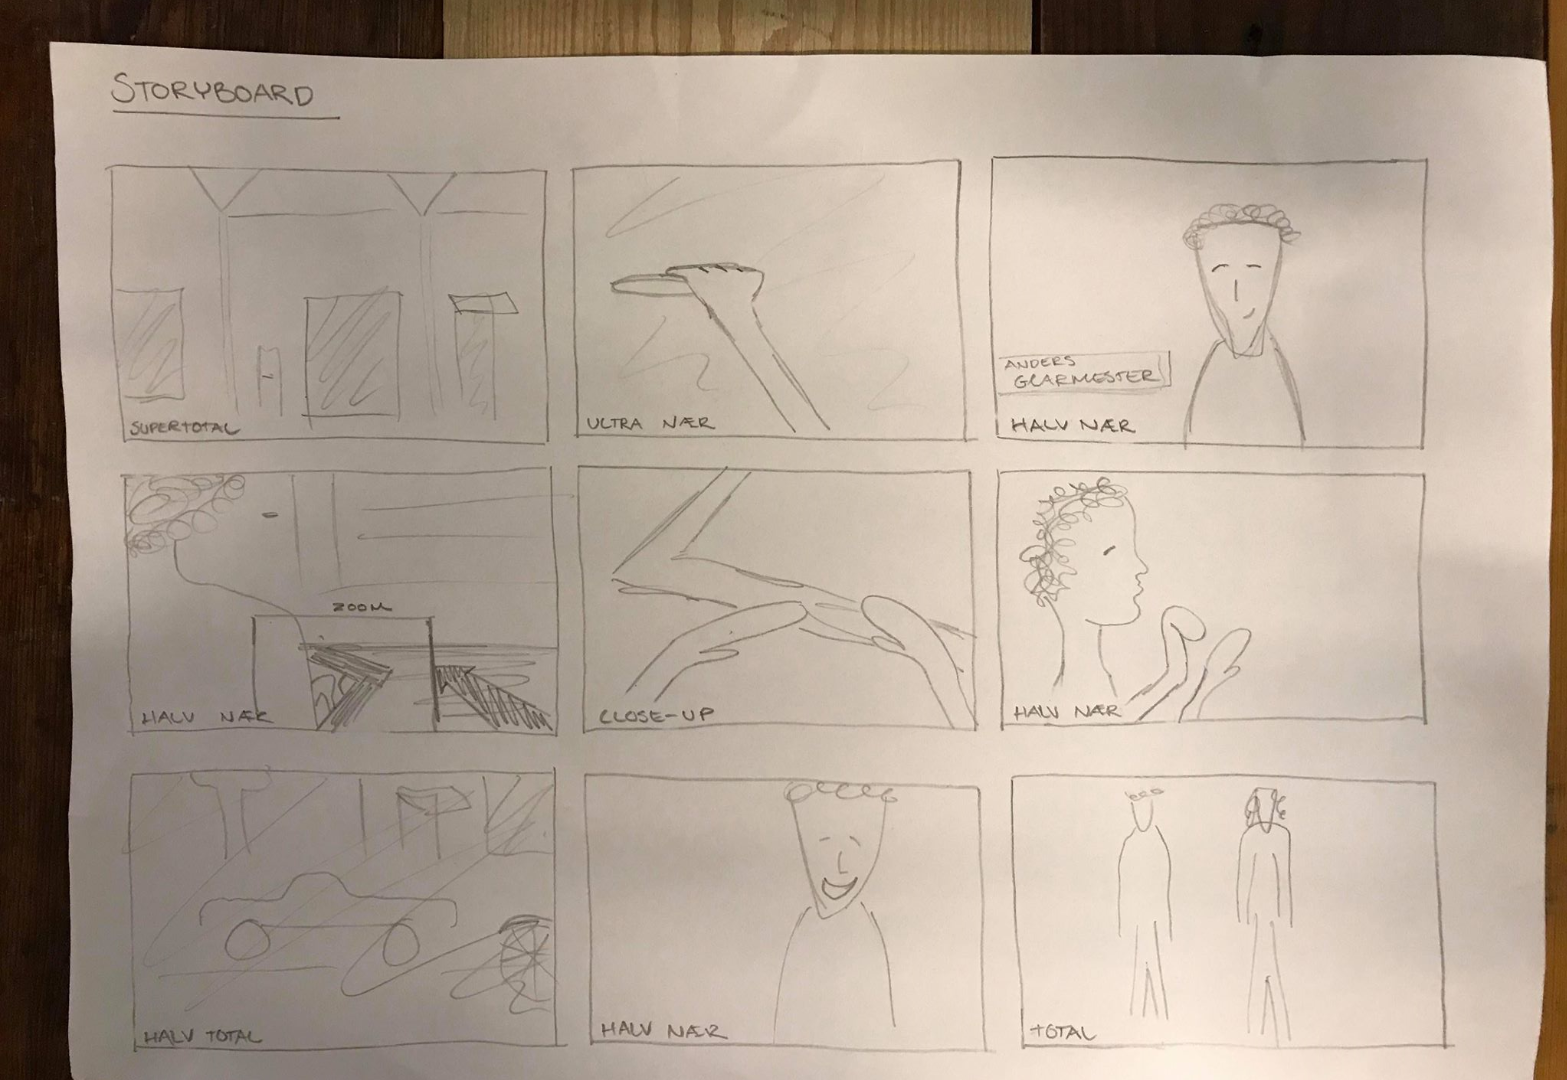 STORYBOARD
SUPERTOTAL
ULTRA NÆR
ANDERS
GLARMESTER
HALV NÆR
ZOOM
HALV NÆR
CLOSE-UP
HALV NÆR
HALV TOTAL
HALV NÆR
TOTAL